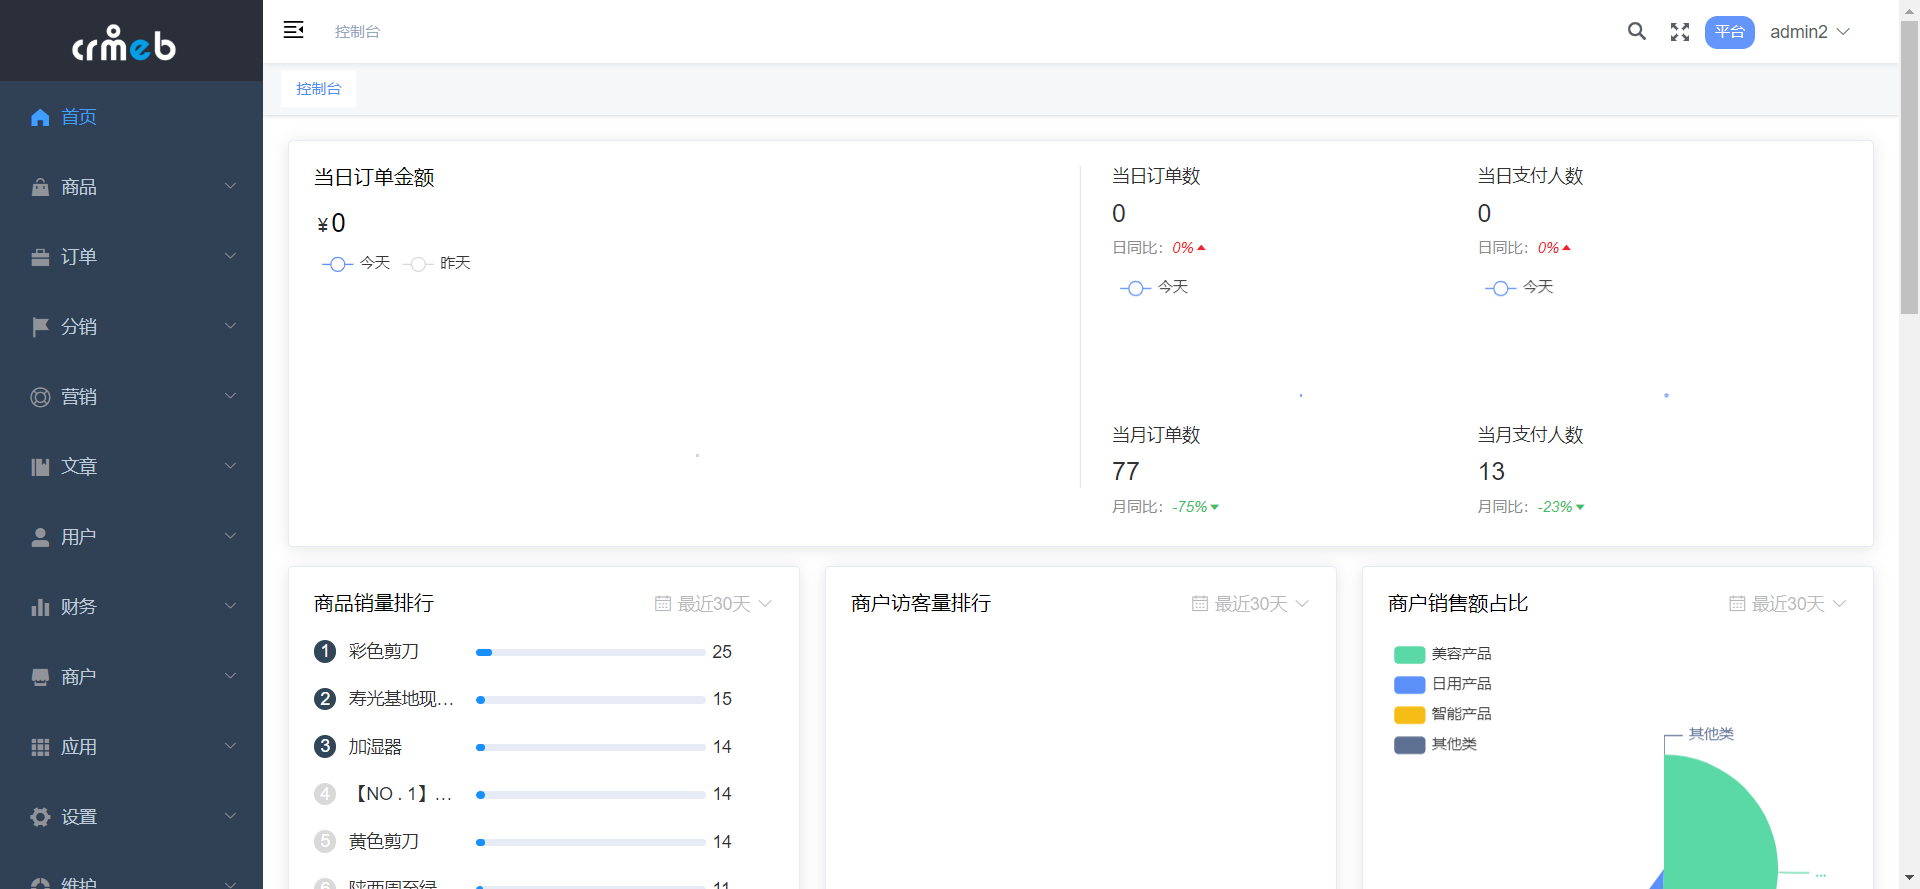 crmeb
控制台
平台
admin2
控制台
首页
商品
订单
分销
营销
文章
用户
财务
商户
应用
设置
维护
当日订单金额
¥0
今天 昨天
当日订单数
0
日同比: 0%
今天
当日支付人数
0
日同比: 0%
今天
当月订单数
77
月同比: -75%
当月支付人数
13
月同比: -23%
商品销量排行
最近30天
1 彩色剪刀 25
2 寿光基地现... 15
3 加湿器 14
4 【NO . 1】... 14
5 黄色剪刀 14
6 陕西周至绿 11
商户访客量排行
最近30天
商户销售额占比
最近30天
美容产品
日用产品
智能产品
其他类
其他类
...